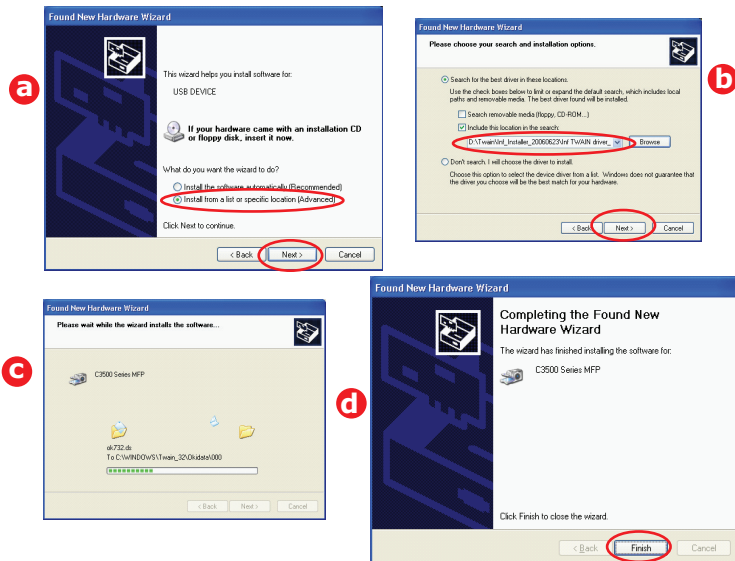 a
Found New Hardware Wizard
This wizard helps you install software for:
USB DEVICE
If your hardware came with an installation CD
or floppy disk, insert it now.
What do you want the wizard to do?
Install the software automatically (Recommended)
Install from a list or specific location (Advanced)
Click Next to continue.
< Back
Next >
Cancel
b
Found New Hardware Wizard
Please choose your search and installation options.
Search for the best driver in these locations.
Use the check boxes below to limit or expand the default search, which includes local
paths and removable media. The best driver found will be installed.
Search removable media (floppy, CD-ROM...)
Include this location in the search:
D:\Twain\Inf_Installer_20060623\Inf TWAIN driver_
Browse
Don't search. I will choose the driver to install.
Choose this option to select the device driver from a list. Windows does not guarantee that
the driver you choose will be the best match for your hardware.
< Back
Next >
Cancel
c
Found New Hardware Wizard
Please wait while the wizard installs the software...
C3500 Series MFP
ok732.ds
To C:\WINDOWS\Twain_32\Okidata\000
< Back
Next >
Cancel
d
Found New Hardware Wizard
Completing the Found New
Hardware Wizard
The wizard has finished installing the software for:
C3500 Series MFP
Click Finish to close the wizard.
< Back
Finish
Cancel